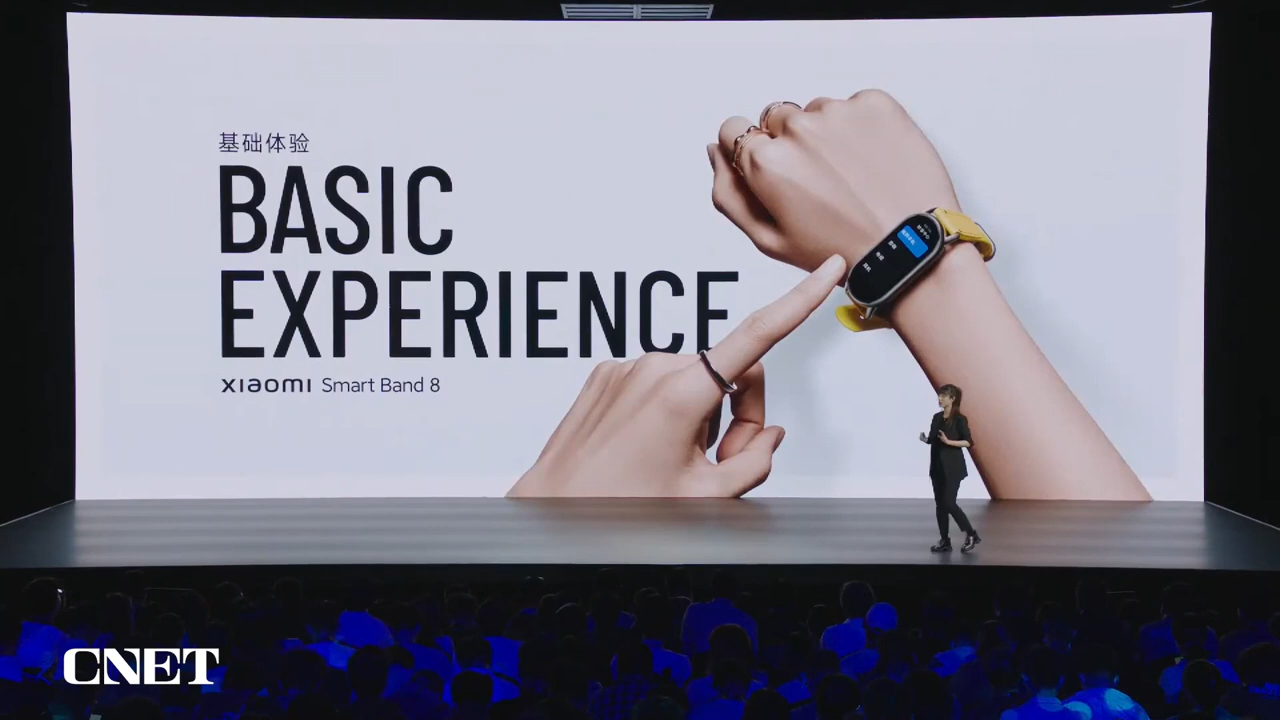 基础体验
BASIC
EXPERIENCE
xiaomi Smart Band 8
CNET